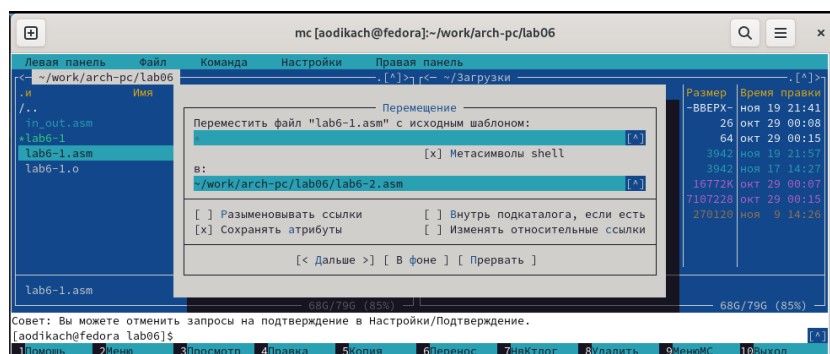 mc [aodikach@fedora]:~/work/arch-pc/lab06
Левая панель Файл Команда Настройки Правая панель
<─ ~/work/arch-pc/lab06 .[^]> <─ ~/Загрузки .[^]>
.и Имя Размер Время правки
/.. -ВВЕРХ- ноя 19 21:41
in_out.asm 26 окт 29 00:08
*lab6-1 64 окт 29 00:15
lab6-1.asm 3942 ноя 19 21:57
lab6-1.o 3942 ноя 17 14:27
16772K окт 29 00:07
7107228 окт 29 00:15
270120 ноя 9 14:26
Перемещение
Переместить файл "lab6-1.asm" с исходным шаблоном:
* [^]
[x] Метасимволы shell
в:
~/work/arch-pc/lab06/lab6-2.asm [^]
[ ] Разыменовывать ссылки [ ] Внутрь подкаталога, если есть
[x] Сохранять атрибуты [ ] Изменять относительные ссылки
[< Дальше >] [ В фоне ] [ Прервать ]
lab6-1.asm
68G/79G (85%) 68G/79G (85%)
Совет: Вы можете отменить запросы на подтверждение в Настройки/Подтверждение.
[aodikach@fedora lab06]$ [^]
1Помощь 2Меню 3Просмотр 4Правка 5Копия 6Перенос 7НвКтлог 8Удалить 9МенюMC 10Выход